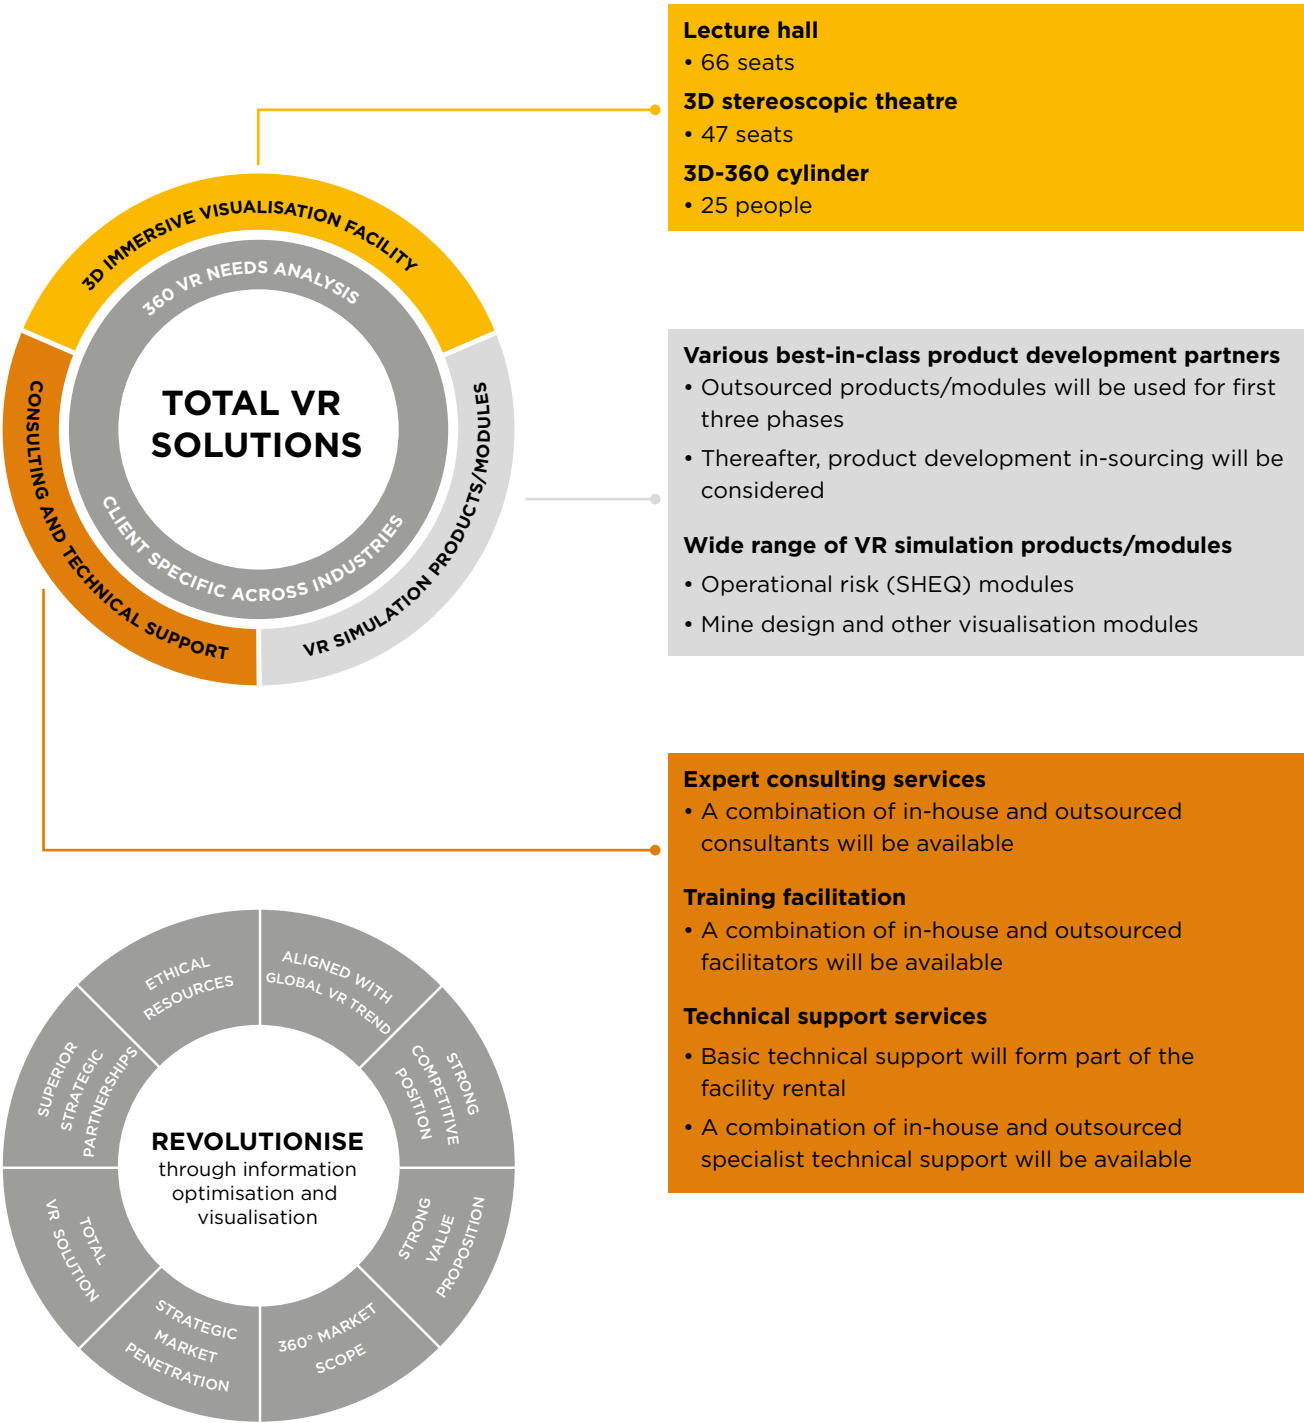 Lecture hall
• 66 seats
3D stereoscopic theatre
• 47 seats
3D-360 cylinder
• 25 people
3D IMMERSIVE VISUALISATION FACILITY
360 VR NEEDS ANALYSIS
TOTAL VR
SOLUTIONS
CLIENT SPECIFIC ACROSS INDUSTRIES
CONSULTING AND TECHNICAL SUPPORT
VR SIMULATION PRODUCTS/MODULES
Various best-in-class product development partners
• Outsourced products/modules will be used for first
three phases
• Thereafter, product development in-sourcing will be
considered
Wide range of VR simulation products/modules
• Operational risk (SHEQ) modules
• Mine design and other visualisation modules
Expert consulting services
• A combination of in-house and outsourced
consultants will be available
Training facilitation
• A combination of in-house and outsourced
facilitators will be available
Technical support services
• Basic technical support will form part of the
facility rental
• A combination of in-house and outsourced
specialist technical support will be available
ETHICAL
RESOURCES
ALIGNED WITH
GLOBAL VR TREND
STRONG
COMPETITIVE
POSITION
STRONG
VALUE
PROPOSITION
360° MARKET
SCOPE
STRATEGIC
MARKET
PENETRATION
TOTAL
VR SOLUTION
SUPERIOR
STRATEGIC
PARTNERSHIPS
REVOLUTIONISE
through information
optimisation and
visualisation